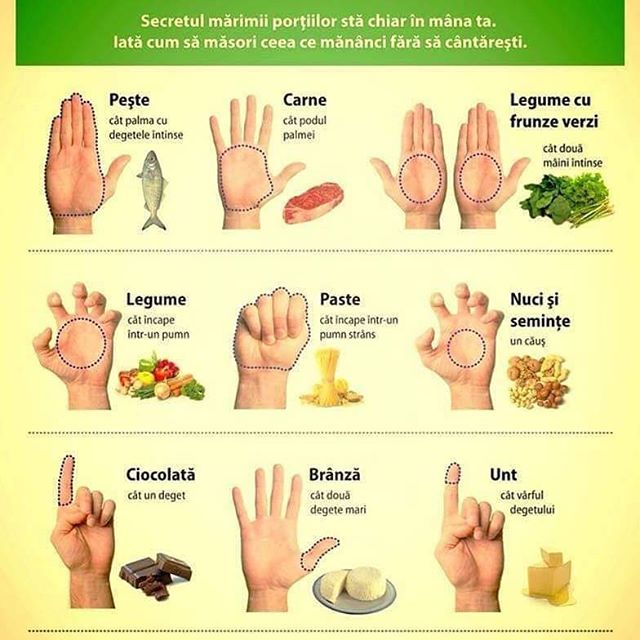 Secretul mărimii porțiilor stă chiar în mâna ta.
Iată cum să măsori ceea ce mănânci fără să cântărești.
Pește
cât palma cu
degetele întinse
Carne
cât podul
palmei
Legume cu
frunze verzi
cât două
mâini întinse
Legume
cât încape
într-un pumn
Paste
cât încape într-un
pumn strâns
Nuci și
semințe
un căuș
Ciocolată
cât un deget
Brânză
cât două
degete mari
Unt
cât vârful
degetului